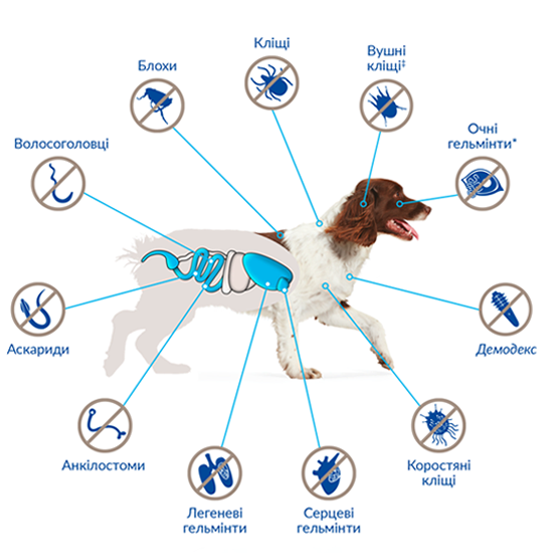 Кліщі
Вушні
кліщі‡
Блохи
Очні
гельмінти*
Волосоголовці
Аскариди
Демодекс
Анкілостоми
Коростяні
кліщі
Легеневі
гельмінти
Серцеві
гельмінти